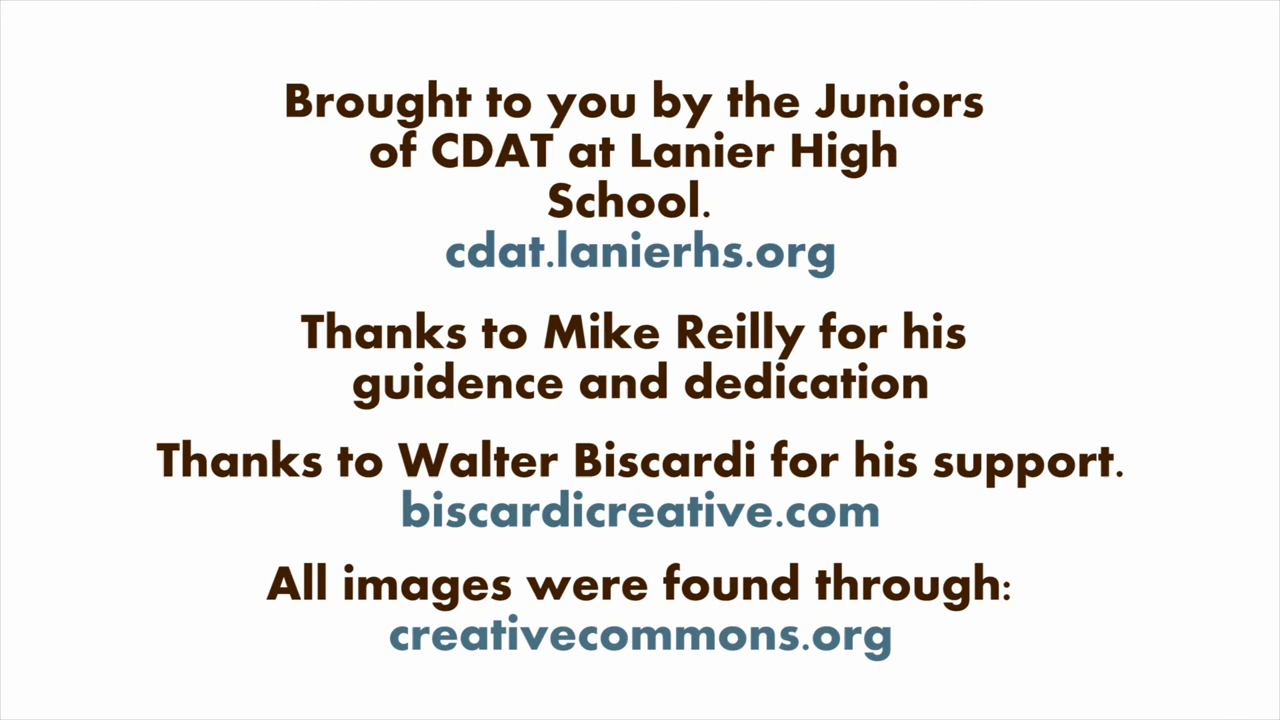 Brought to you by the Juniors
of CDAT at Lanier High
School.
cdat.lanierhs.org
Thanks to Mike Reilly for his
guidence and dedication
Thanks to Walter Biscardi for his support.
biscardicreative.com
All images were found through:
creativecommons.org